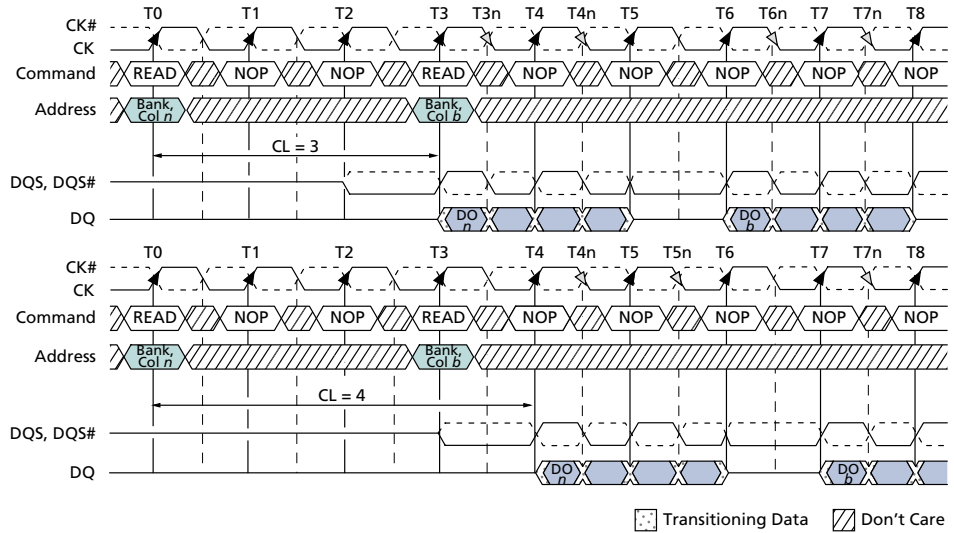 T0 T1 T2 T3 T3n T4 T4n T5 T6 T6n T7 T7n T8
CK#
CK
Command READ NOP NOP READ NOP NOP NOP NOP NOP
Address Bank, Col n Bank, Col b
CL = 3
DQS, DQS#
DQ DO n DO b
T0 T1 T2 T3 T4 T4n T5 T5n T6 T7 T7n T8
CK#
CK
Command READ NOP NOP READ NOP NOP NOP NOP NOP
Address Bank, Col n Bank, Col b
CL = 4
DQS, DQS#
DQ DO n DO b
Transitioning Data Don't Care